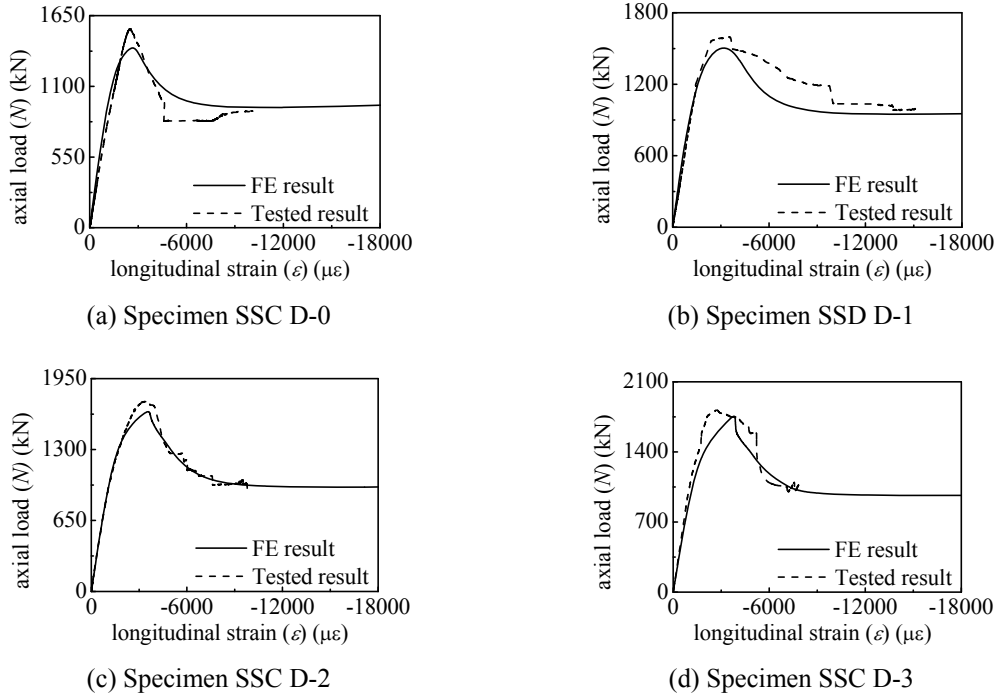 1650
1100
550
0
axial load (N) (kN)
FE result
Tested result
0 -6000 -12000 -18000
longitudinal strain (ε) (με)
(a) Specimen SSC D-0
1800
1200
600
0
axial load (N) (kN)
FE result
Tested result
0 -6000 -12000 -18000
longitudinal strain (ε) (με)
(b) Specimen SSD D-1
1950
1300
650
0
axial load (N) (kN)
FE result
Tested result
0 -6000 -12000 -18000
longitudinal strain (ε) (με)
(c) Specimen SSC D-2
2100
1400
700
0
axial load (N) (kN)
FE result
Tested result
0 -6000 -12000 -18000
longitudinal strain (ε) (με)
(d) Specimen SSC D-3